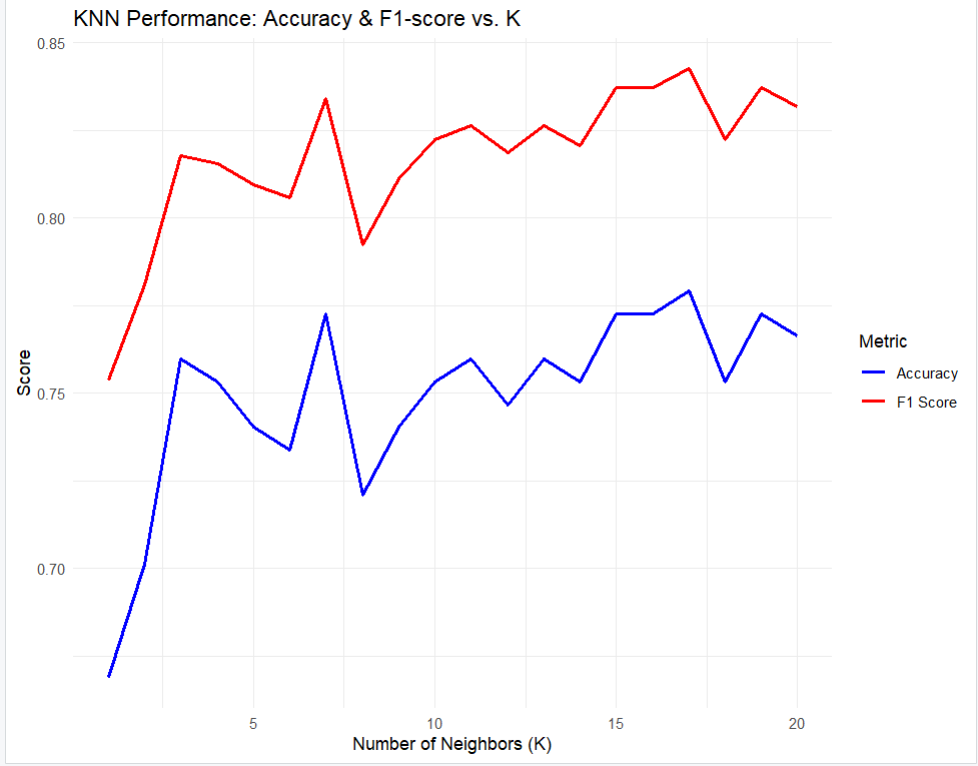 KNN Performance: Accuracy & F1-score vs. K
0.85
0.80
0.75
0.70
Score
5
10
15
20
Number of Neighbors (K)
Metric
Accuracy
F1 Score